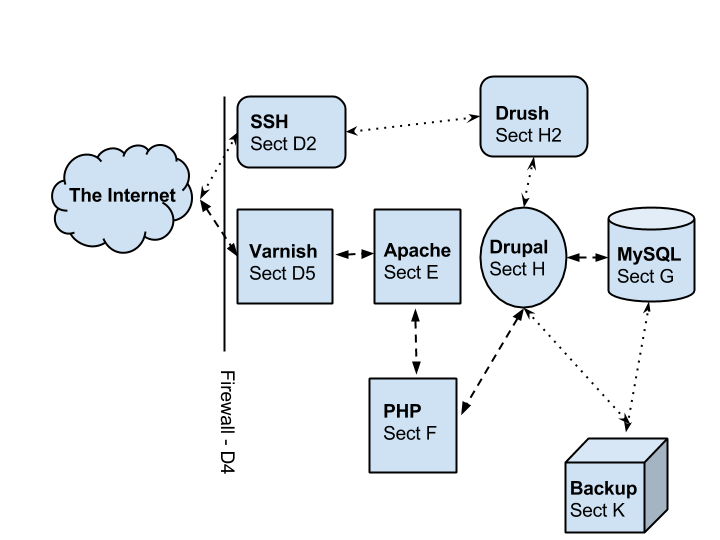 SSH
Sect D2
Drush
Sect H2
The Internet
Varnish
Sect D5
Apache
Sect E
Drupal
Sect H
MySQL
Sect G
PHP
Sect F
Firewall - D4
Backup
Sect K